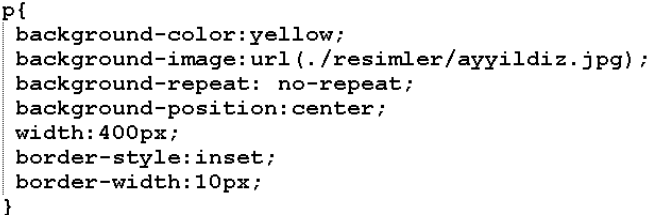 p{
background-color:yellow;
background-image:url(./resimler/ayyildiz.jpg);
background-repeat: no-repeat;
background-position:center;
width:400px;
border-style:inset;
border-width:10px;
}